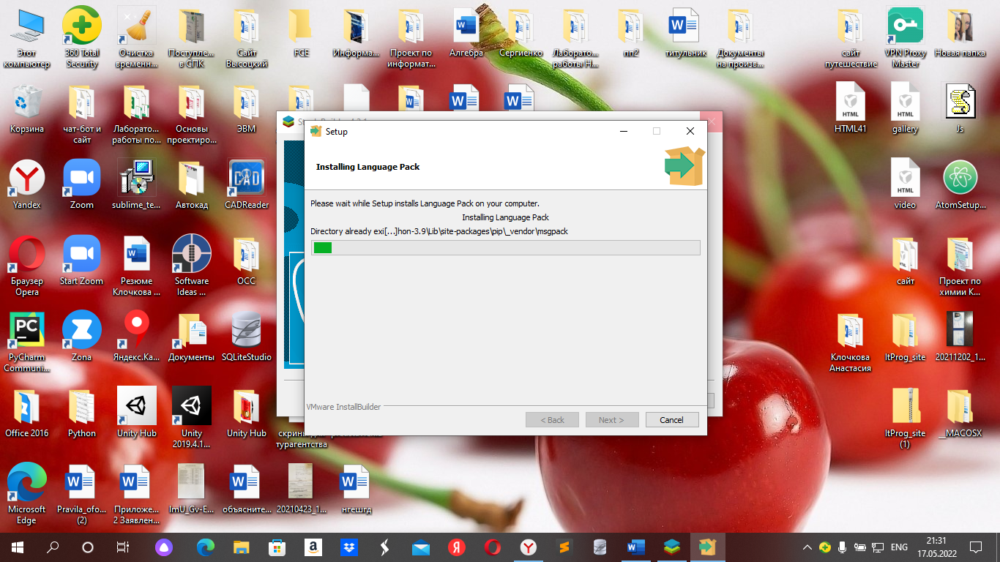 Этот
компьютер
360 Total
Security
Очистка
временн...
Поступле...
в СПК
Сайт
Высоцкий
FCE
Информа...
Проект по
информат...
Алгебра
Сергиенко
Лаборато...
работы Н...
пп2
титульник
Документы
на произв...
сайт
путешествие
VPN Proxy
Master
Новая папка
Корзина
чат-бот и
сайт
Лаборато...
работы по...
Основы
проектиро...
ЭВМ
HTML
HTML41
HTML
gallery
Js
Setup
Installing Language Pack
Please wait while Setup installs Language Pack on your computer.
Installing Language Pack
Directory already exi[...]hon-3.9\Lib\site-packages\pip\_vendor\msgpack
VMware InstallBuilder
< Back
Next >
Cancel
Yandex
Zoom
sublime_te...
Автокад
CAD
CADReader
HTML
video
AtomSetup...
Браузер
Opera
Start Zoom
Резюме
Клочкова ...
Software
Ideas ...
ОСС
сайт
Проект по
химии К...
PC
PyCharm
Communi...
Zona
Яндекс.Ка...
Документы
SQLiteStudio
Клочкова
Анастасия
ItProg_site
20211202_1...
Office 2016
Python
Unity Hub
Unity
2019.4.1...
Unity Hub
турагентства
ItProg_site
(1)
__MACOSX
Microsoft
Edge
Pravila_ofo...
(2)
Приложе...
2 Заявлен...
ImU_Gv-E...
объясните...
20210423_1...
нгешгд
ENG
21:31
17.05.2022